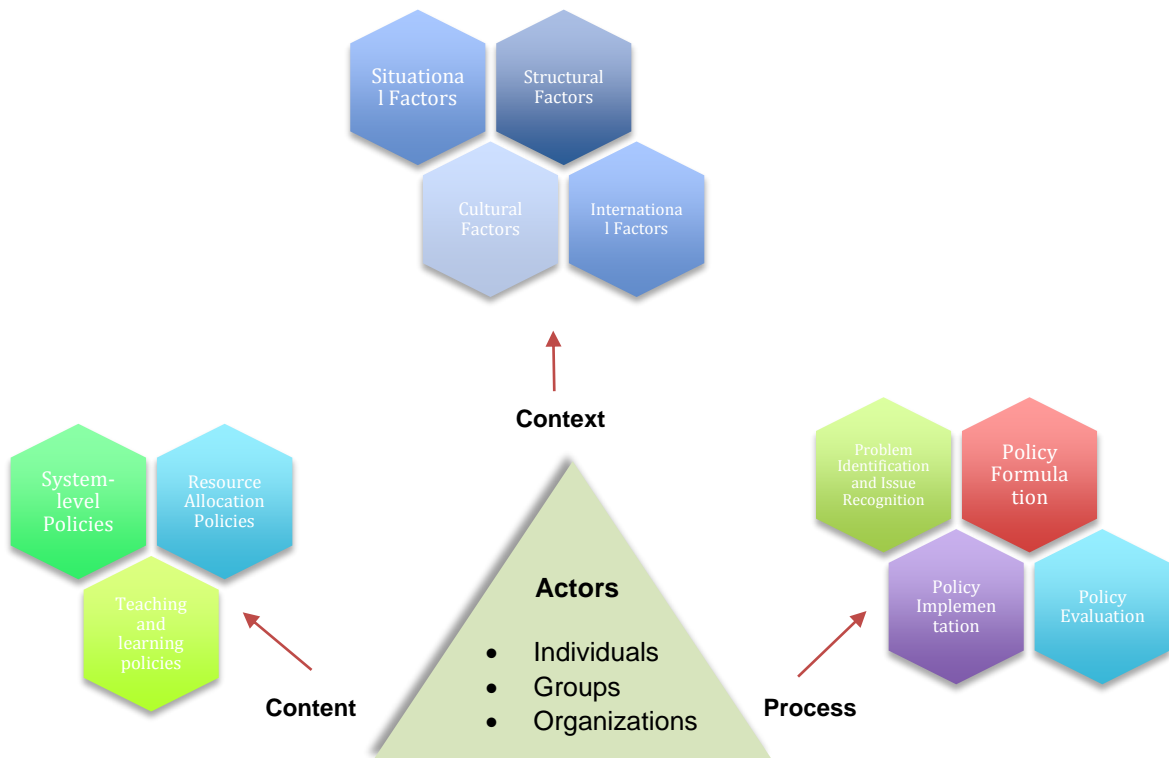 Situationa
l Factors
Structural
Factors
Cultural
Factors
Internationa
l Factors
Context
System-
level
Policies
Resource
Allocation
Policies
Teaching
and
learning
policies
Content
Actors
• Individuals
• Groups
• Organizations
Problem
Identification
and Issue
Recognition
Policy
Formula
tion
Policy
Implemen
tation
Policy
Evaluation
Process